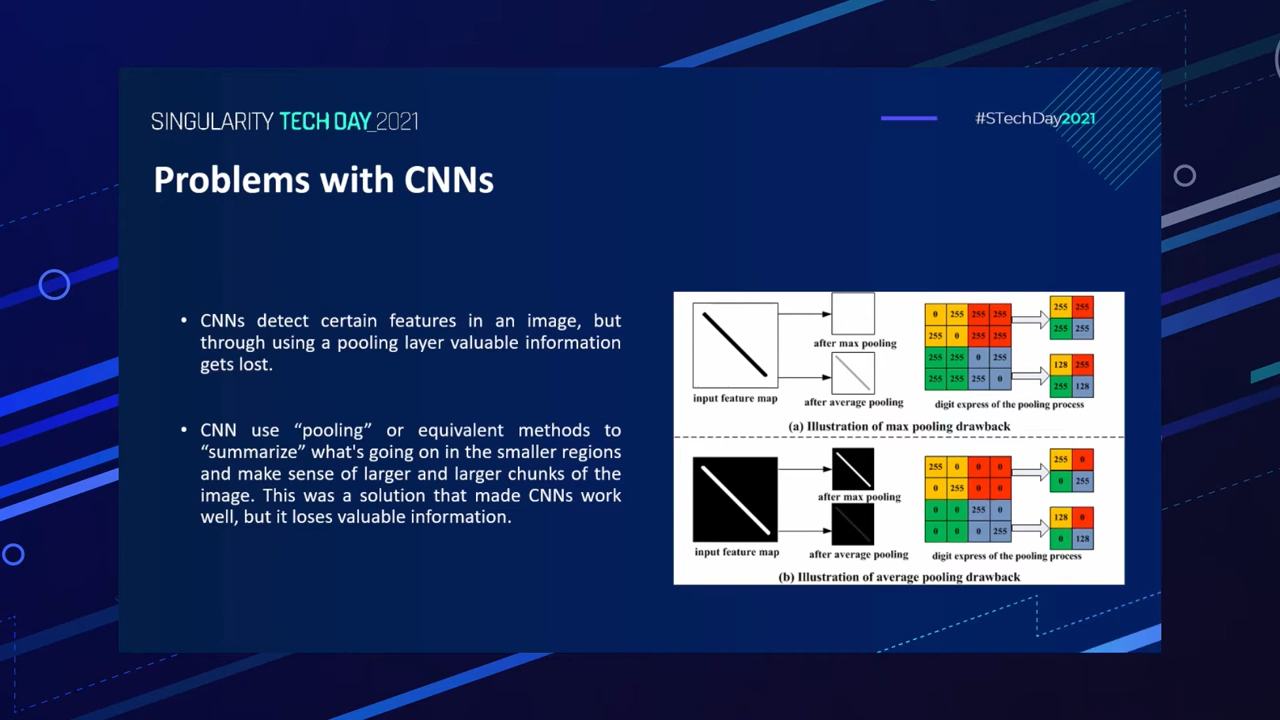 SINGULARITY TECH DAY_2021
#STechDay2021
Problems with CNNs
• CNNs detect certain features in an image, but
through using a pooling layer valuable information
gets lost.
• CNN use “pooling” or equivalent methods to
“summarize” what's going on in the smaller regions
and make sense of larger and larger chunks of the
image. This was a solution that made CNNs work
well, but it loses valuable information.
input feature map
after max pooling
after average pooling
0 255 255 255
255 0 255 255
255 255 0 255
255 255 255 0
255 255
255 255
128 255
255 128
digit express of the pooling process
(a) Illustration of max pooling drawback
input feature map
after max pooling
after average pooling
255 0 0 0
0 255 0 0
0 0 255 0
0 0 0 255
255 0
0 255
128 0
0 128
digit express of the pooling process
(b) Illustration of average pooling drawback